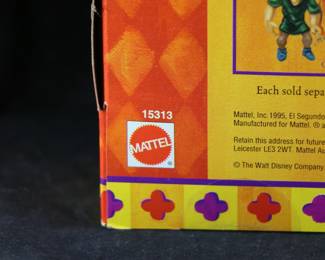 Each sold sepa
15313
MATTEL
®
Mattel, Inc. 1995, El Segundo
Manufactured for Mattel. ® a
Retain this address for future
Leicester LE3 2WT. Mattel Au
© The Walt Disney Company